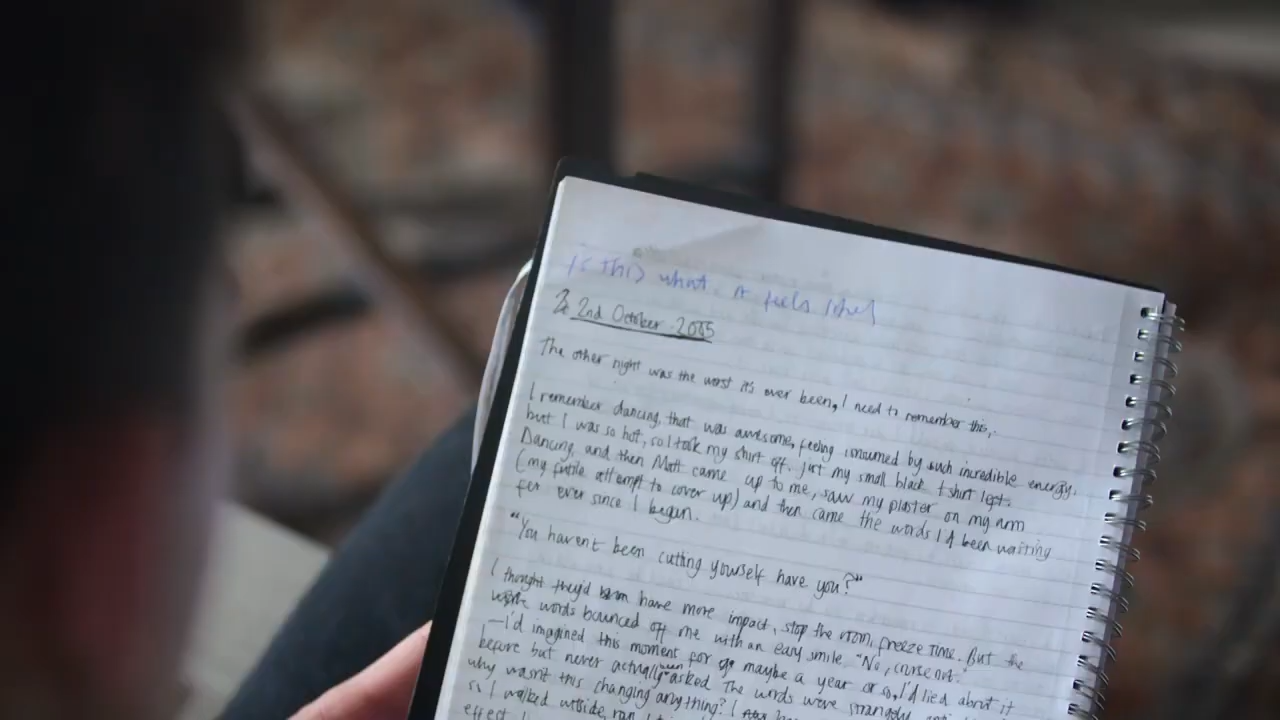 Is this what it feels like?
2nd October 2005
The other night was the worst it's ever been, I need to remember this,
I remember dancing, that was awesome, feeling consumed by such incredible energy,
but I was so hot, so I took my shirt off. Just my small black t-shirt left.
Dancing, and then Matt came up to me, saw my plaster on my arm
(my futile attempt to cover up) and then came the words I'd been waiting
for ever since I begun.
"You haven't been cutting yourself have you?"
I thought they'd have more impact, stop the room, freeze time. But the
words bounced off me with an easy smile. "No, course not."
– I'd imagined this moment for maybe a year or so, I'd lied about it
before but never actually been asked. The words were strangely
why wasn't this changing anything? I
so I walked outside, ran
effect I